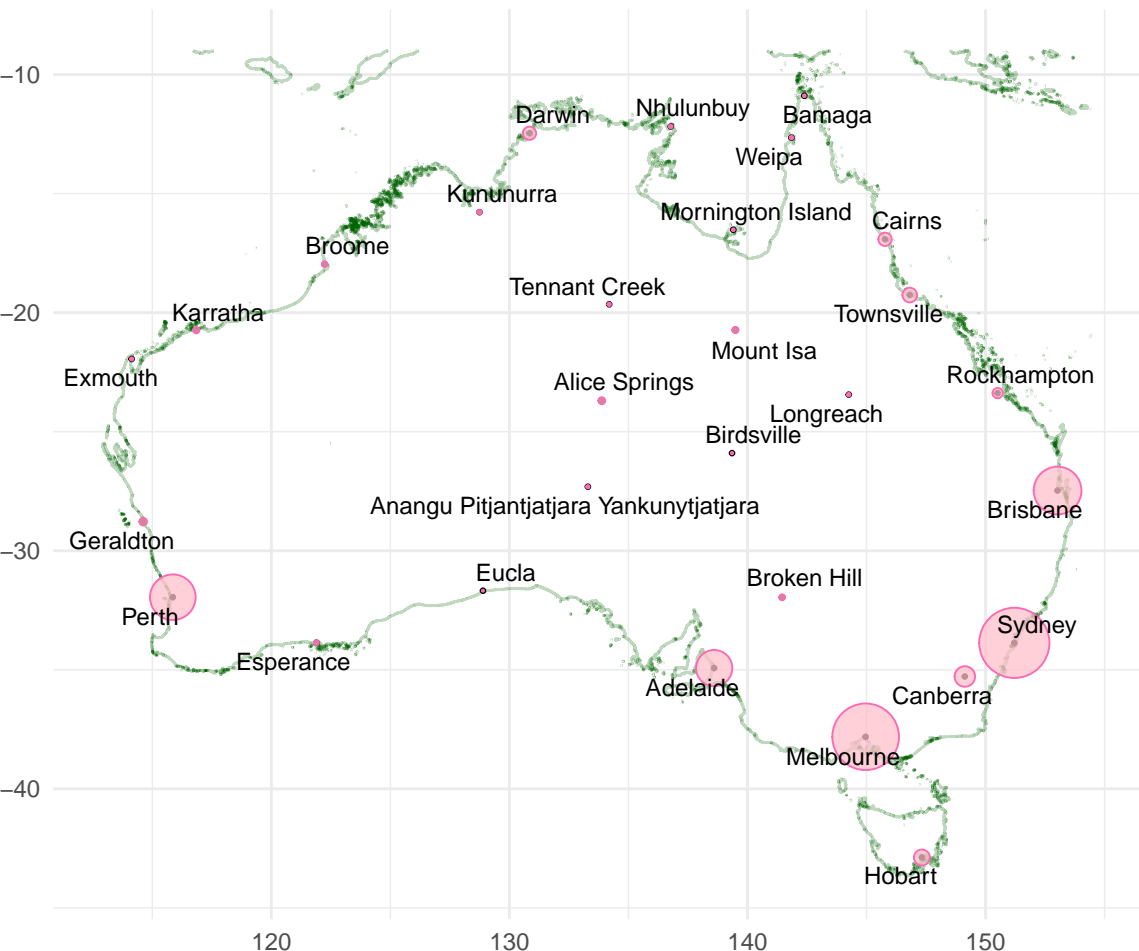 −10
−20
−30
−40
Darwin
Nhulunbuy
Bamaga
Weipa
Kununurra
Mornington Island
Cairns
Broome
Tennant Creek
Karratha
Townsville
Mount Isa
Exmouth
Alice Springs
Rockhampton
Longreach
Birdsville
Anangu Pitjantjatjara Yankunytjatjara
Brisbane
Geraldton
Eucla
Broken Hill
Perth
Sydney
Esperance
Adelaide
Canberra
Melbourne
Hobart
120
130
140
150